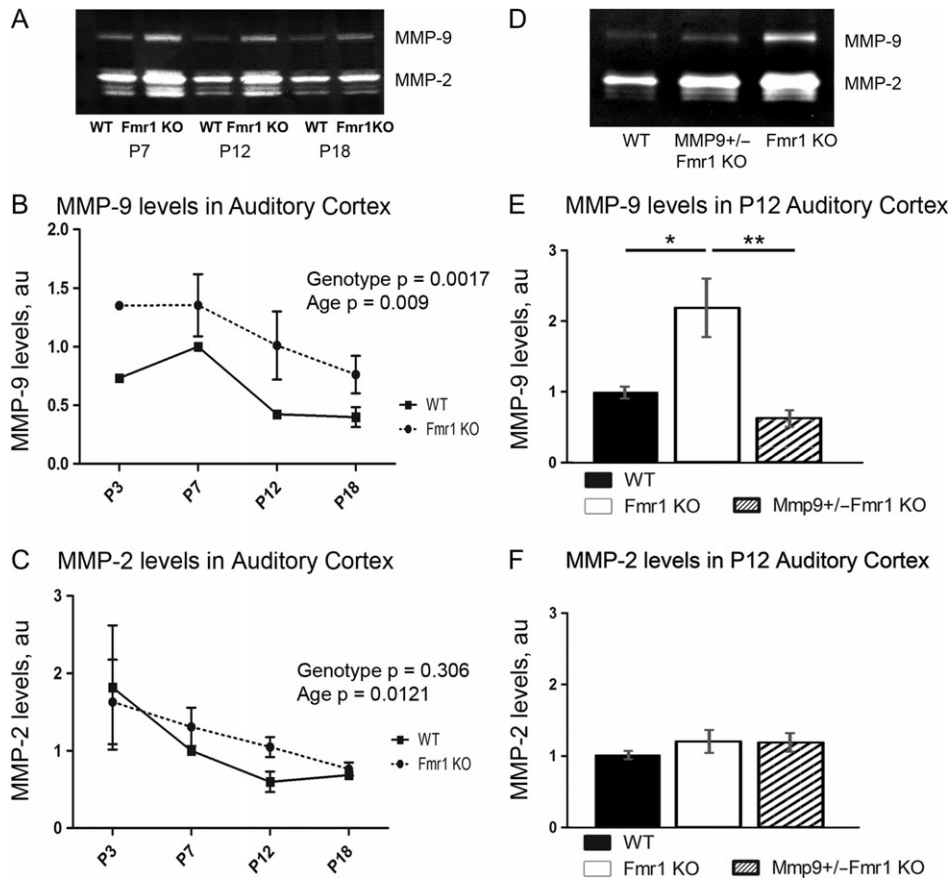 A
MMP-9
MMP-2
WT Fmr1 KO WT Fmr1 KO WT Fmr1KO
P7 P12 P18
B MMP-9 levels in Auditory Cortex
MMP-9 levels, au
2.0
1.5
1.0
0.5
0.0
Genotype p = 0.0017
Age p = 0.009
WT
Fmr1 KO
P3 P7 P12 P18
C MMP-2 levels in Auditory Cortex
MMP-2 levels, au
3
2
1
0
Genotype p = 0.306
Age p = 0.0121
WT
Fmr1 KO
P3 P7 P12 P18
D
MMP-9
MMP-2
WT MMP9+/– Fmr1 KO
Fmr1 KO
E MMP-9 levels in P12 Auditory Cortex
MMP-9 levels, au
3
2
1
0
* **
WT
Fmr1 KO Mmp9+/–Fmr1 KO
F MMP-2 levels in P12 Auditory Cortex
MMP-2 levels, au
3
2
1
0
WT
Fmr1 KO Mmp9+/–Fmr1 KO